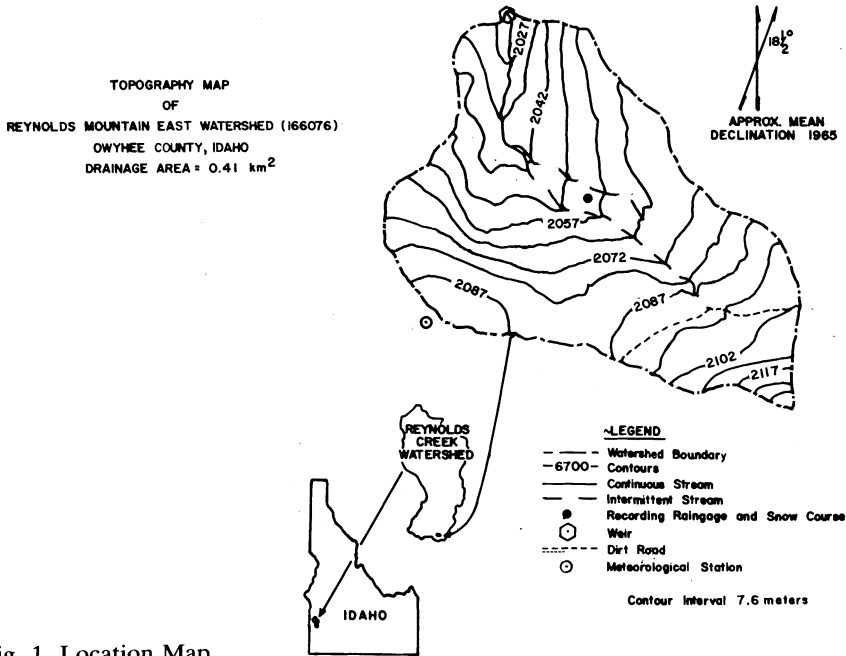 TOPOGRAPHY MAP
OF
REYNOLDS MOUNTAIN EAST WATERSHED (166076)
OWYHEE COUNTY, IDAHO
DRAINAGE AREA = 0.41 km2
18½°
APPROX. MEAN
DECLINATION 1965
2027
2042
2057
2072
2087
2087
2102
2117
REYNOLDS
CREEK
WATERSHED
IDAHO
~LEGEND
Watershed Boundary
-6700- Contours
Continuous Stream
Intermittent Stream
Recording Raingage and Snow Course
Weir
Dirt Road
Meteorological Station
Contour Interval 7.6 meters
ig. 1 Location Map